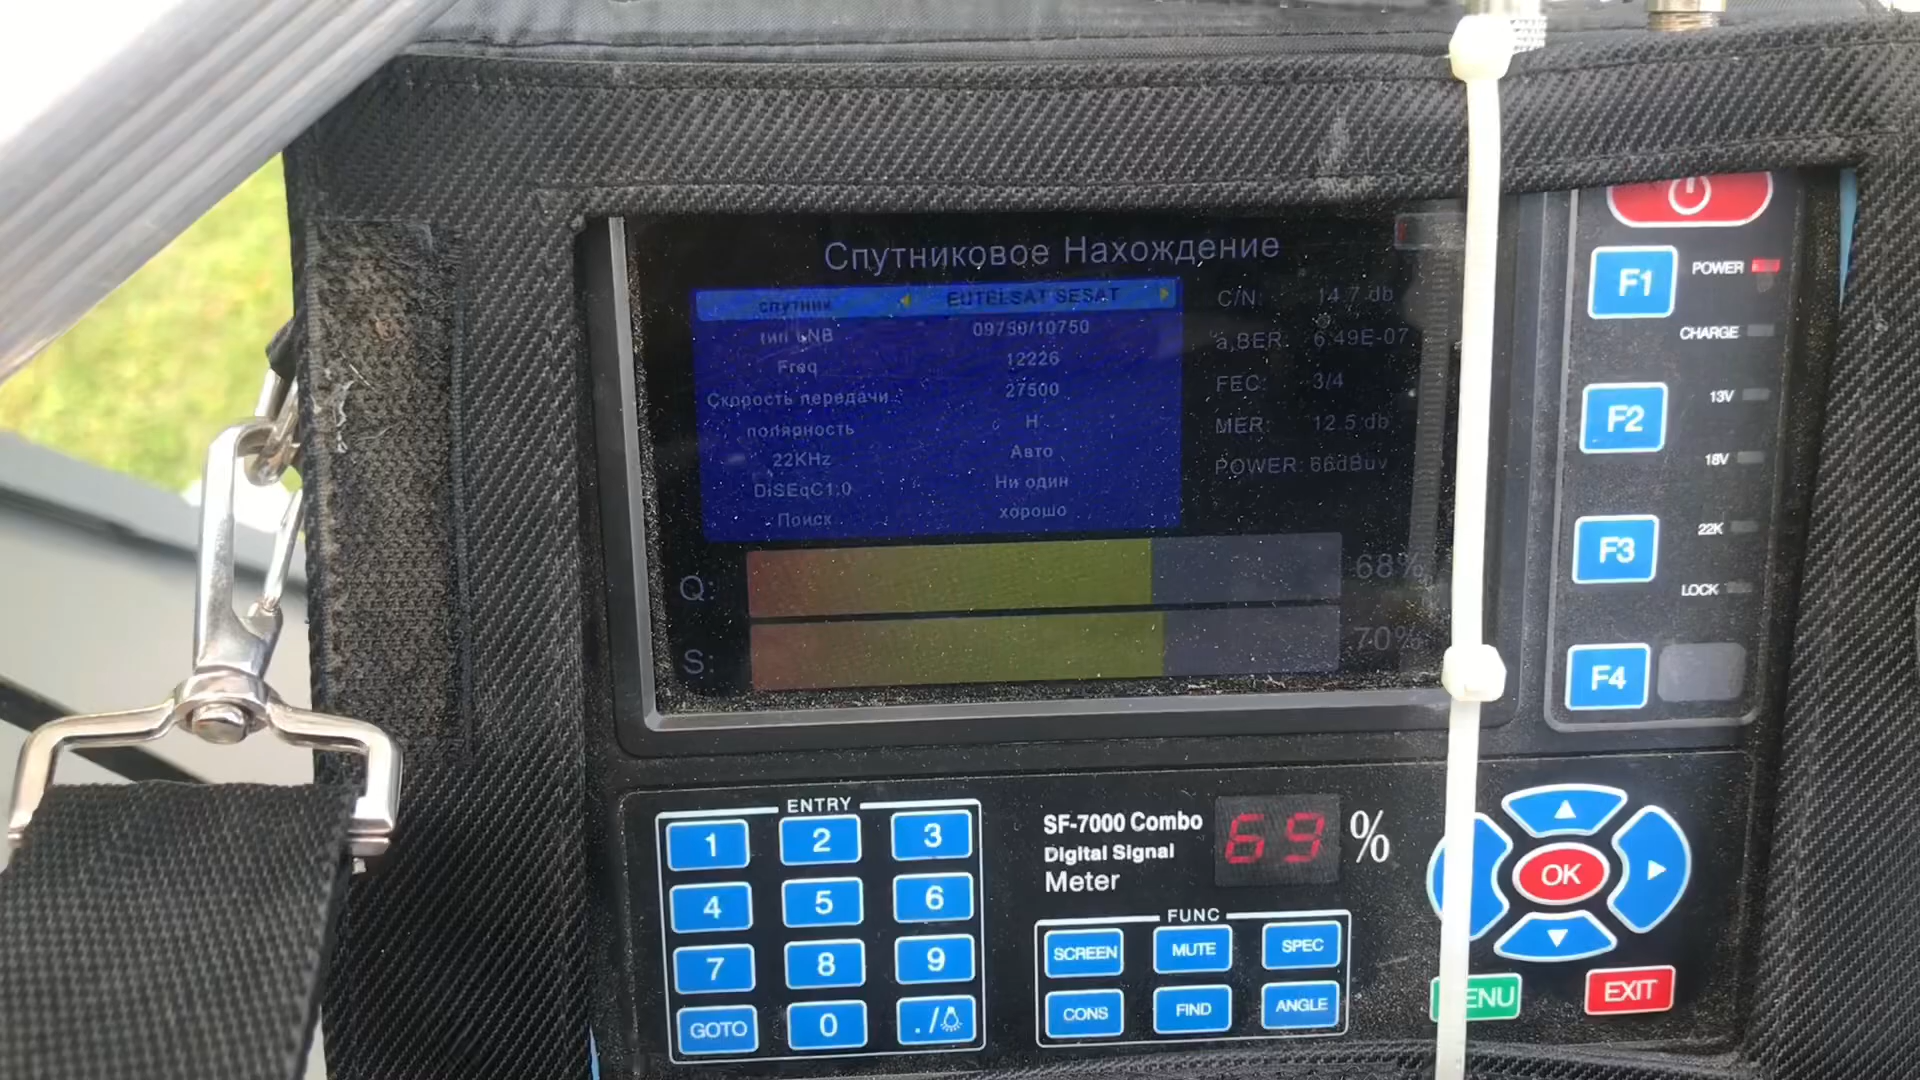 Спутниковое Нахождение
спутник EUTELSAT SESAT
тип LNB 09750/10750
Freq 12226
Скорость передачи 27500
полярность H
22KHz Авто
DiSEqC1.0 Ни один
Поиск хорошо
C/N: 14.7 db
a,BER: 6.49E-07
FEC: 3/4
MER: 12.5 db
POWER: 66dBuv
Q: 68%
S: 70%
F1 POWER
CHARGE
F2 13V
18V
F3 22K
LOCK
F4
ENTRY
1 2 3
4 5 6
7 8 9
GOTO 0 ./
SF-7000 Combo
Digital Signal
Meter
69 %
FUNC
SCREEN MUTE SPEC
CONS FIND ANGLE
OK
ENU EXIT